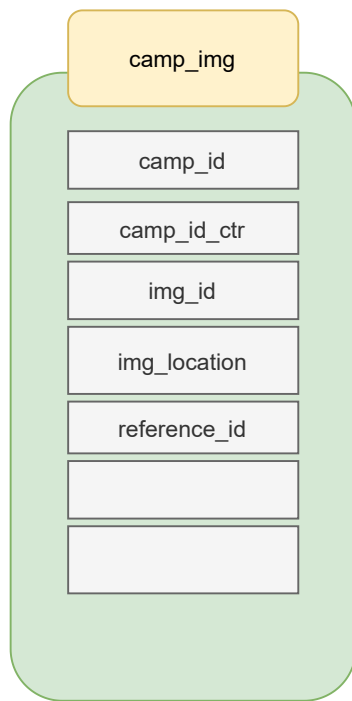 camp_img
camp_id
camp_id_ctr
img_id
img_location
reference_id